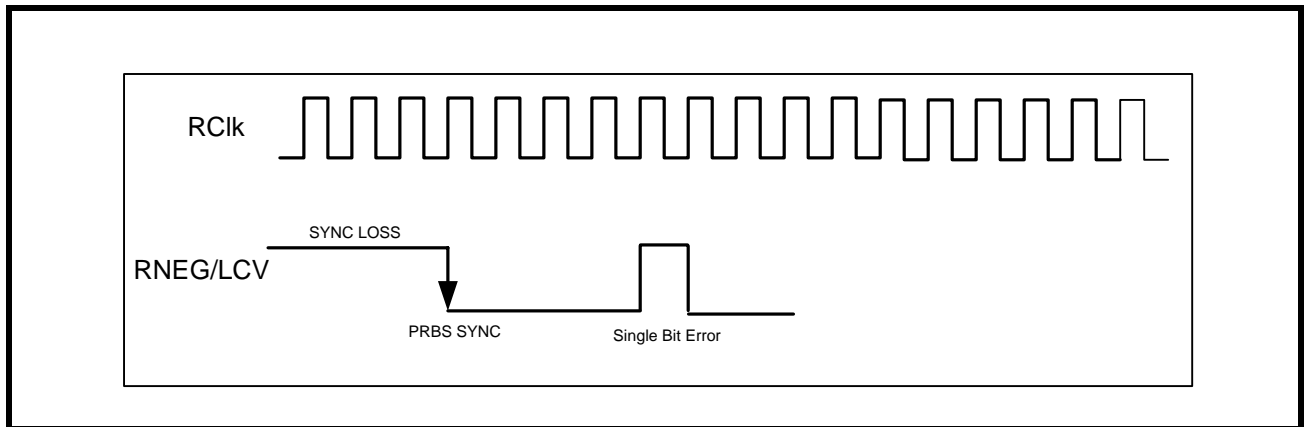 RClk
SYNC LOSS
RNEG/LCV
PRBS SYNC
Single Bit Error